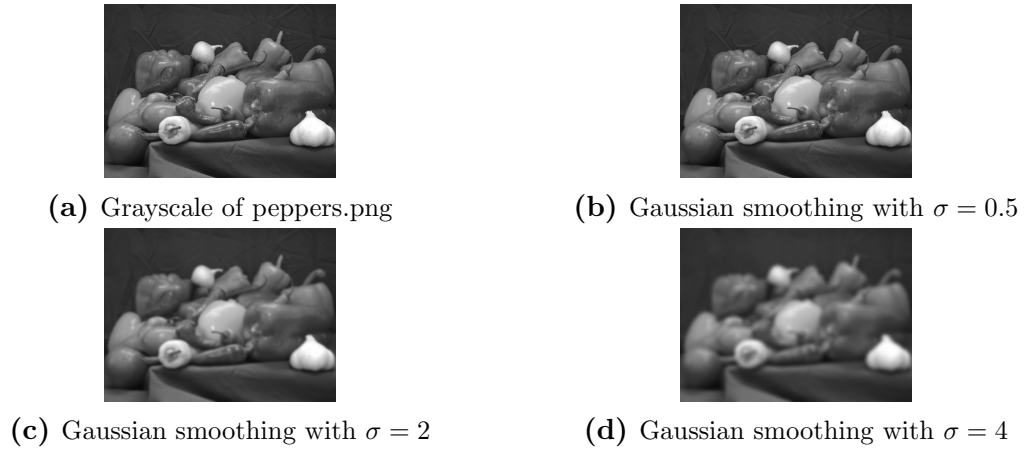 (a) Grayscale of peppers.png
(b) Gaussian smoothing with σ = 0.5
(c) Gaussian smoothing with σ = 2
(d) Gaussian smoothing with σ = 4